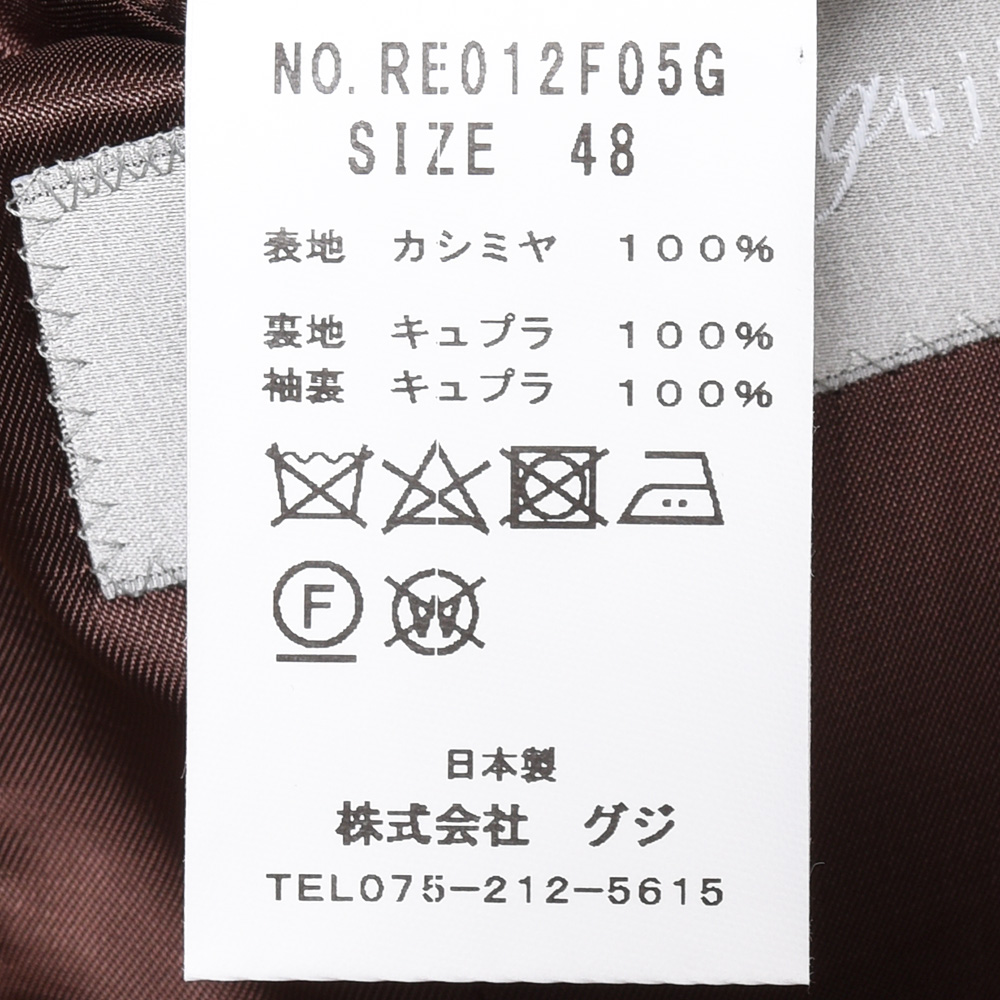 NO. RE012F05G
SIZE 48
表地 カシミヤ 100%
裏地 キュプラ 100%
袖裏 キュプラ 100%
F
W
日本製
株式会社 グジ
TEL075-212-5615
guji